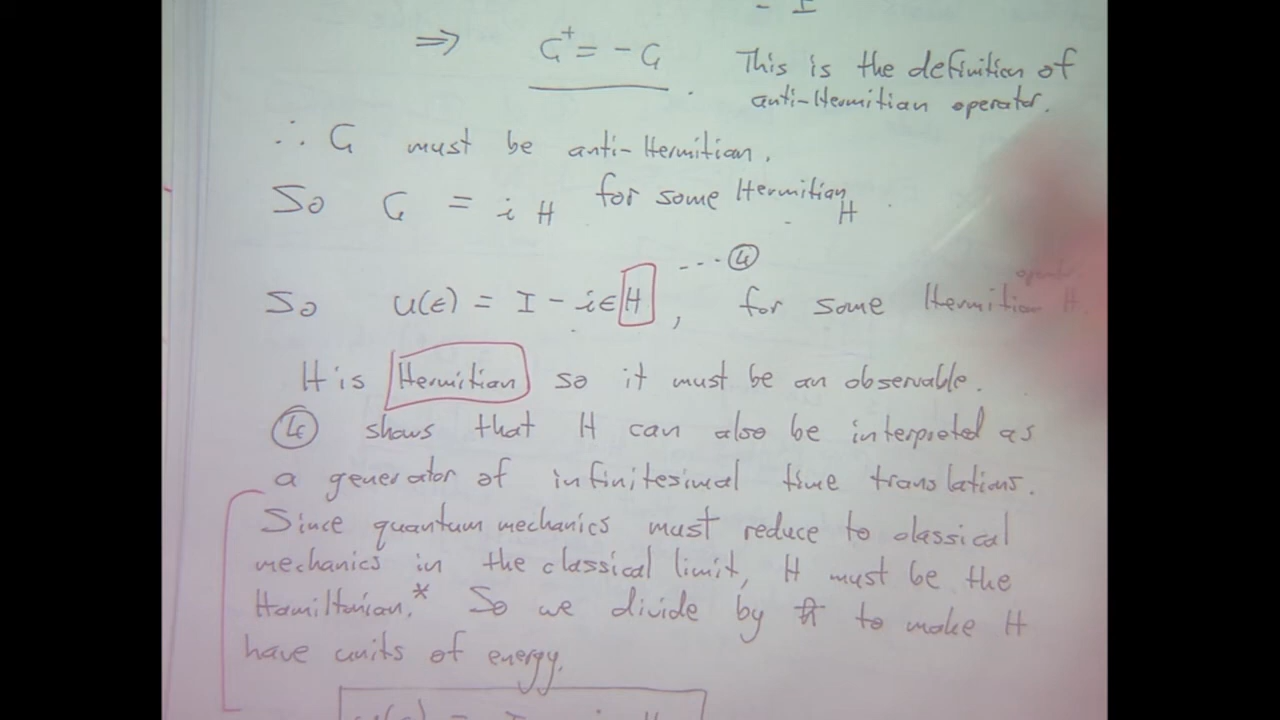 - I
⇒ G† = - G . This is the definition of
anti-Hermitian operator.
∴ G must be anti-Hermitian.
So G = i H for some Hermitian
H
--- ④
So U(ε) = I - iεH , for some Hermitian H.
H is Hermitian so it must be an observable.
④ shows that H can also be interpreted as
a generator of infinitesimal time translations.
Since quantum mechanics must reduce to classical
mechanics in the classical limit, H must be the
Hamiltonian.* So we divide by ħ to make H
have units of energy.